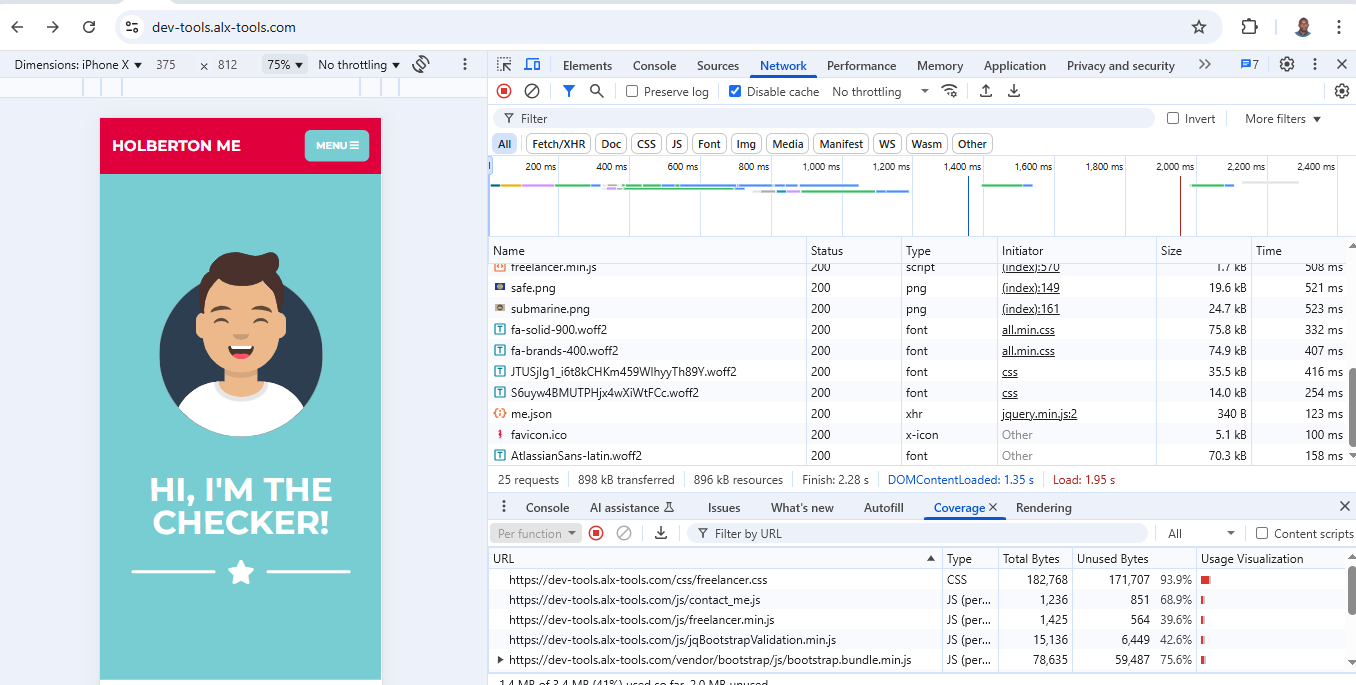 dev-tools.alx-tools.com
Dimensions: iPhone X 375 × 812 75% No throttling
Elements Console Sources Network Performance Memory Application Privacy and security 7
Preserve log Disable cache No throttling
Filter Invert More filters
All Fetch/XHR Doc CSS JS Font Img Media Manifest WS Wasm Other
200 ms 400 ms 600 ms 800 ms 1,000 ms 1,200 ms 1,400 ms 1,600 ms 1,800 ms 2,000 ms 2,200 ms 2,400 ms
HOLBERTON ME MENU
HI, I'M THE
CHECKER!
Name Status Type Initiator Size Time
freelancer.min.js 200 script (index):570 1.7 kB 508 ms
safe.png 200 png (index):149 19.6 kB 521 ms
submarine.png 200 png (index):161 24.7 kB 523 ms
fa-solid-900.woff2 200 font all.min.css 75.8 kB 332 ms
fa-brands-400.woff2 200 font all.min.css 74.9 kB 407 ms
JTUSjIg1_i6t8kCHKm459WlhyyTh89Y.woff2 200 font css 35.5 kB 416 ms
S6uyw4BMUTPHjx4wXiWtFCc.woff2 200 font css 14.0 kB 254 ms
me.json 200 xhr jquery.min.js:2 340 B 123 ms
favicon.ico 200 x-icon Other 5.1 kB 100 ms
AtlassianSans-latin.woff2 200 font Other 70.3 kB 158 ms
25 requests 898 kB transferred 896 kB resources Finish: 2.28 s DOMContentLoaded: 1.35 s Load: 1.95 s
Console AI assistance Issues What's new Autofill Coverage Rendering
Per function Filter by URL All Content scripts
URL Type Total Bytes Unused Bytes Usage Visualization
https://dev-tools.alx-tools.com/css/freelancer.css CSS 182,768 171,707 93.9%
https://dev-tools.alx-tools.com/js/contact_me.js JS (per... 1,236 851 68.9%
https://dev-tools.alx-tools.com/js/freelancer.min.js JS (per... 1,425 564 39.6%
https://dev-tools.alx-tools.com/js/jqBootstrapValidation.min.js JS (per... 15,136 6,449 42.6%
https://dev-tools.alx-tools.com/vendor/bootstrap/js/bootstrap.bundle.min.js JS (per... 78,635 59,487 75.6%
1.4 MB of 3.4 MB (41%) used so far, 2.0 MB unused